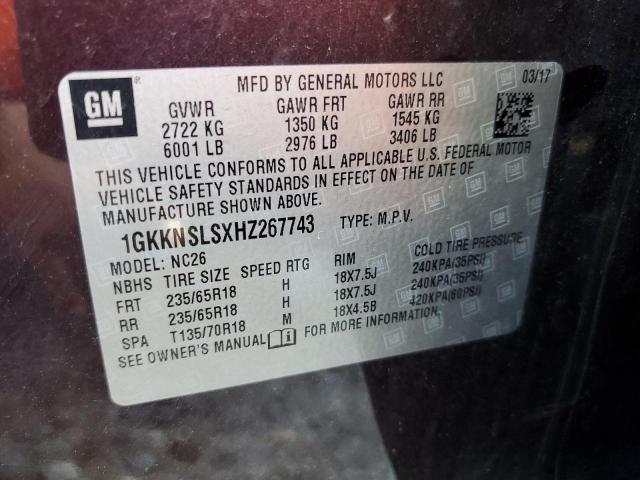 GM
MFD BY GENERAL MOTORS LLC 03/17
GVWR GAWR FRT GAWR RR
2722 KG 1350 KG 1545 KG
6001 LB 2976 LB 3406 LB
THIS VEHICLE CONFORMS TO ALL APPLICABLE U.S. FEDERAL MOTOR
VEHICLE SAFETY STANDARDS IN EFFECT ON THE DATE OF
MANUFACTURE SHOWN ABOVE.
1GKKNSLSXHZ267743 TYPE: M.P.V.
MODEL: NC26
NBHS TIRE SIZE SPEED RTG RIM COLD TIRE PRESSURE
FRT 235/65R18 H 18X7.5J 240KPA(35PSI)
RR 235/65R18 H 18X7.5J 240KPA(35PSI)
SPA T135/70R18 M 18X4.5B 420KPA(60PSI)
SEE OWNER'S MANUAL FOR MORE INFORMATION.